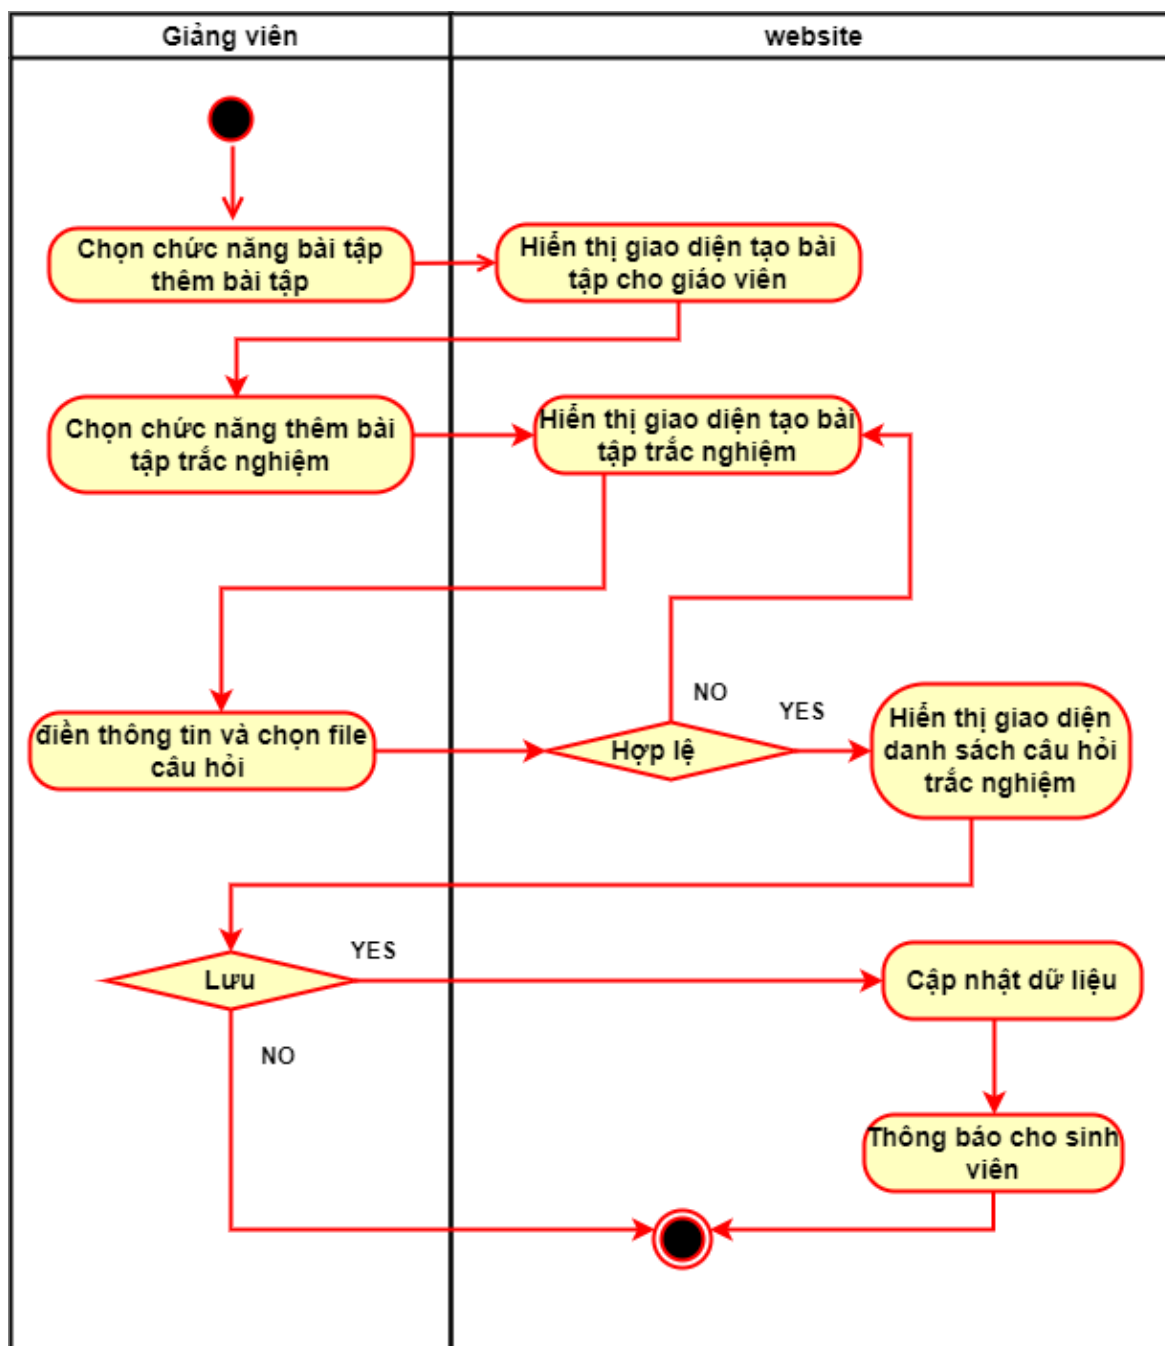 Giảng viên
website
Chọn chức năng bài tập
thêm bài tập
Hiển thị giao diện tạo bài
tập cho giáo viên
Chọn chức năng thêm bài
tập trắc nghiệm
Hiển thị giao diện tạo bài
tập trắc nghiệm
NO
YES
điền thông tin và chọn file
câu hỏi
Hợp lệ
Hiển thị giao diện
danh sách câu hỏi
trắc nghiệm
YES
Lưu
Cập nhật dữ liệu
NO
Thông báo cho sinh
viên